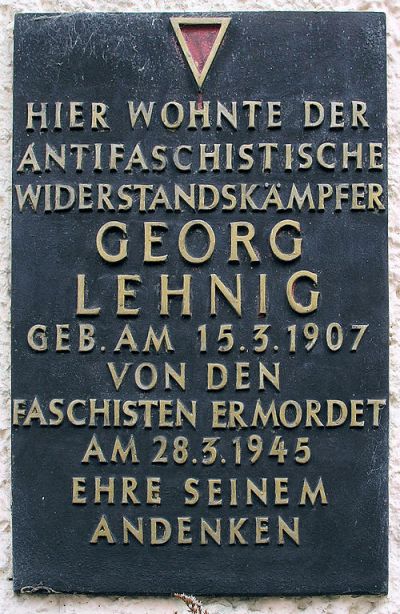 HIER WOHNTE DER
ANTIFASCHISTISCHE
WIDERSTANDSKÄMPFER
GEORG
LEHNIG
GEB. AM 15.3.1907
VON DEN
FASCHISTEN ERMORDET
AM 28.3.1945
EHRE SEINEM
ANDENKEN